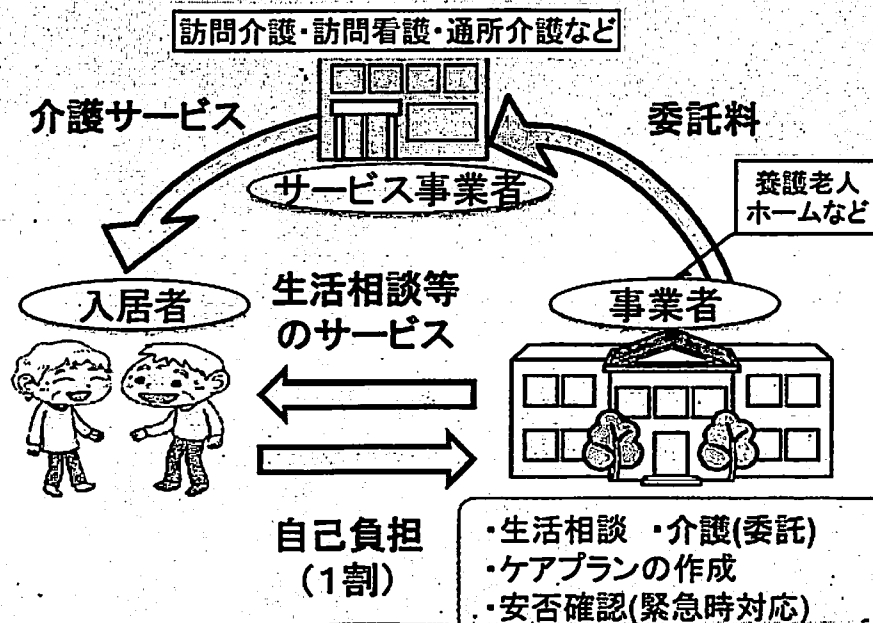 訪問介護・訪問看護・通所介護など
介護サービス
委託料
サービス事業者
養護老人
ホームなど
入居者
生活相談等
のサービス
事業者
自己負担
（1割）
・生活相談　・介護(委託)
・ケアプランの作成
・安否確認(緊急時対応)